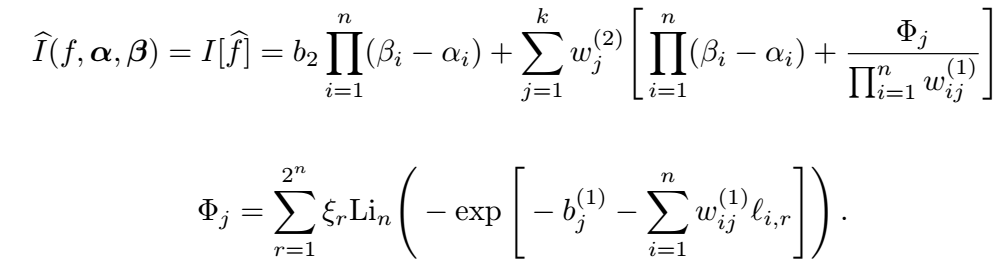 \widehat{I}(f, \boldsymbol{\alpha}, \boldsymbol{\beta}) = I[\widehat{f}] = b_2 \prod_{i=1}^{n} (\beta_i - \alpha_i) + \sum_{j=1}^{k} w_j^{(2)} \left[ \prod_{i=1}^{n} (\beta_i - \alpha_i) + \frac{\Phi_j}{\prod_{i=1}^{n} w_{ij}^{(1)}} \right]
\Phi_j = \sum_{r=1}^{2^n} \xi_r \mathrm{Li}_n \left( - \exp \left[ - b_j^{(1)} - \sum_{i=1}^{n} w_{ij}^{(1)} \ell_{i,r} \right] \right).